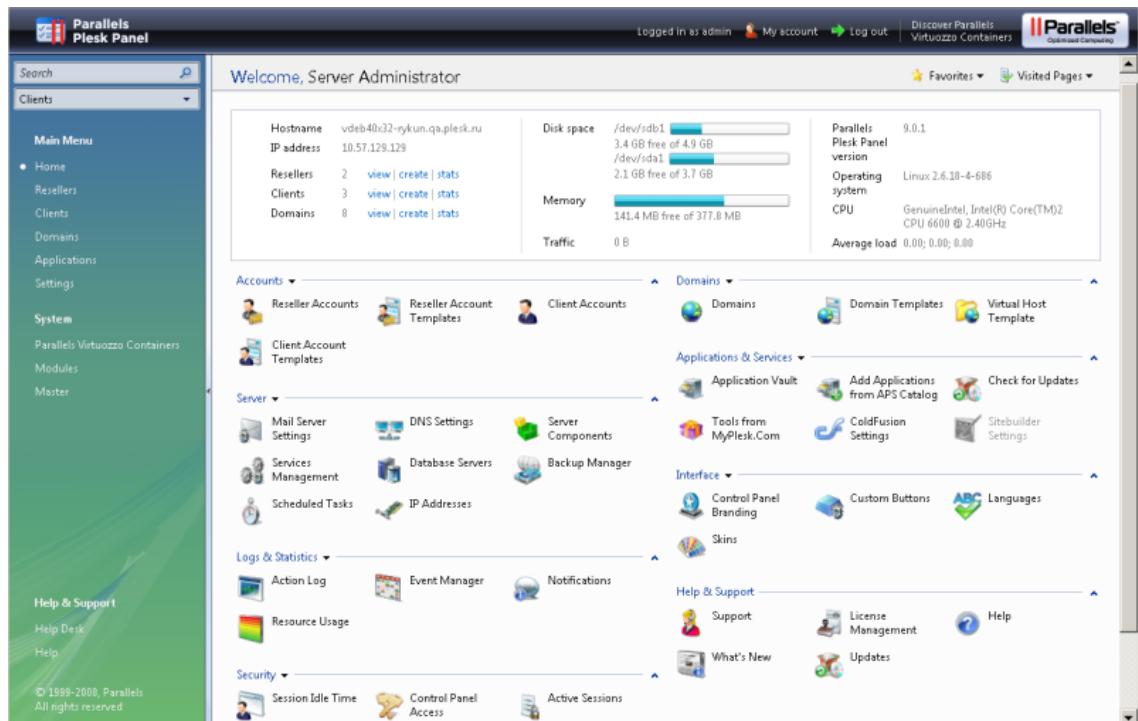 Parallels
Plesk Panel
Logged in as admin
My account
Log out
Discover Parallels
Virtuozzo Containers
Parallels
Optimized Computing
Search
Clients
Main Menu
Home
Resellers
Clients
Domains
Applications
Settings
System
Parallels Virtuozzo Containers
Modules
Master
Help & Support
Help Desk
Help
© 1999-2008, Parallels
All rights reserved
Welcome, Server Administrator
Favorites
Visited Pages
Hostname vdeb40x32-rykun.qa.plesk.ru
IP address 10.57.129.129
Resellers 2 view | create | stats
Clients 3 view | create | stats
Domains 8 view | create | stats
Disk space /dev/sdb1
3.4 GB free of 4.9 GB
/dev/sda1
2.1 GB free of 3.7 GB
Memory
141.4 MB free of 377.8 MB
Traffic 0 B
Parallels 9.0.1
Plesk Panel
version
Operating Linux 2.6.18-4-686
system
CPU GenuineIntel, Intel(R) Core(TM)2
CPU 6600 @ 2.40GHz
Average load 0.00; 0.00; 0.00
Accounts
Reseller Accounts
Reseller Account
Templates
Client Accounts
Client Account
Templates
Server
Mail Server
Settings
DNS Settings
Server
Components
Services
Management
Database Servers
Backup Manager
Scheduled Tasks
IP Addresses
Logs & Statistics
Action Log
Event Manager
Notifications
Resource Usage
Security
Session Idle Time
Control Panel
Access
Active Sessions
Domains
Domains
Domain Templates
Virtual Host
Template
Applications & Services
Application Vault
Add Applications
from APS Catalog
Check for Updates
Tools from
MyPlesk.Com
ColdFusion
Settings
Sitebuilder
Settings
Interface
Control Panel
Branding
Custom Buttons
ABC
Languages
Skins
Help & Support
Support
License
Management
Help
What's New
Updates